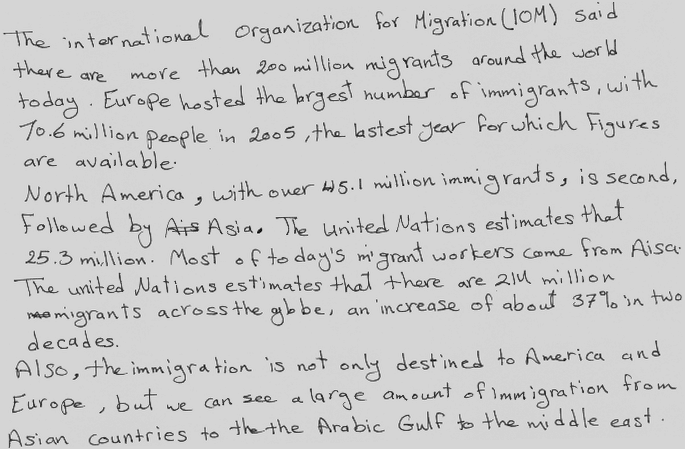 The international Organization for Migration (IOM) said
there are more than 200 million migrants around the world
today. Europe hosted the largest number of immigrants, with
70.6 million people in 2005, the lastest year for which Figures
are available.
North America, with over 45.1 million immigrants, is second,
Followed by Ais Asia. The United Nations estimates that
25.3 million. Most of today's migrant workers come from Aisa.
The united Nations estimates that there are 214 million
migrants across the globe, an increase of about 37% in two
decades.
Also, the immigration is not only destined to America and
Europe, but we can see a large amount of Immigration from
Asian countries to the the Arabic Gulf to the middle east.